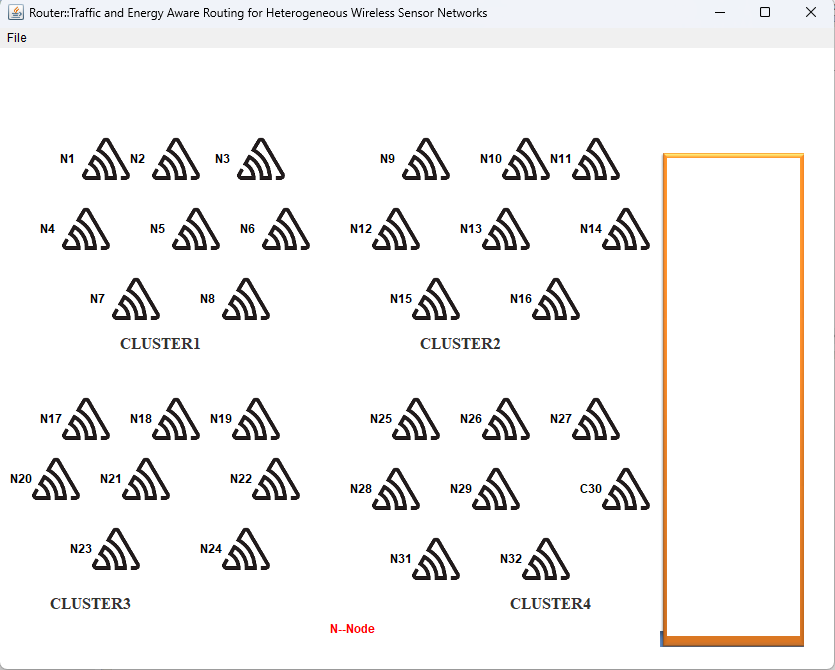 Router::Traffic and Energy Aware Routing for Heterogeneous Wireless Sensor Networks
File
N1 N2 N3 N9 N10 N11
N4 N5 N6 N12 N13 N14
N7 N8 N15 N16
CLUSTER1 CLUSTER2
N17 N18 N19 N25 N26 N27
N20 N21 N22 N28 N29 C30
N23 N24 N31 N32
CLUSTER3 CLUSTER4
N--Node